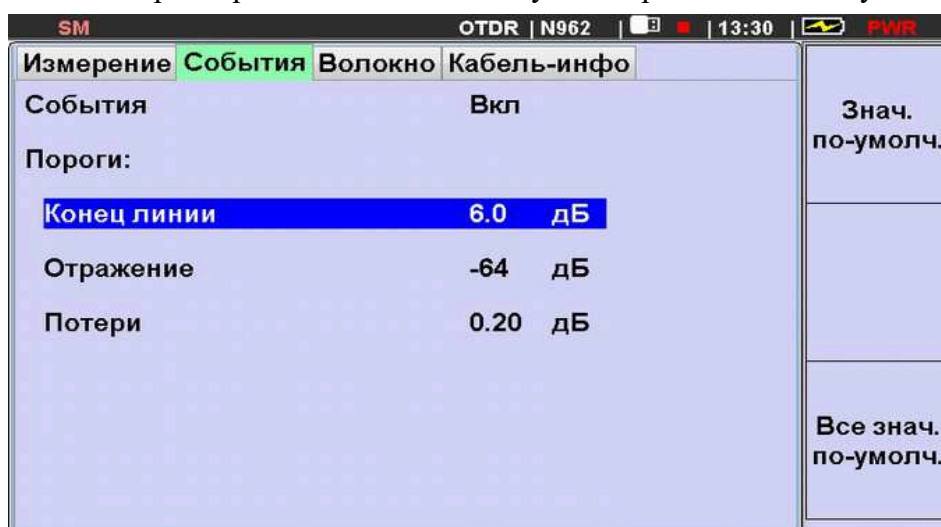 SM OTDR | N962 | | 13:30 | PWR
Измерение События Волокно Кабель-инфо
События Вкл
Пороги:
Конец линии 6.0 дБ
Отражение -64 дБ
Потери 0.20 дБ
Знач.
по-умолч.
Все знач.
по-умолч.